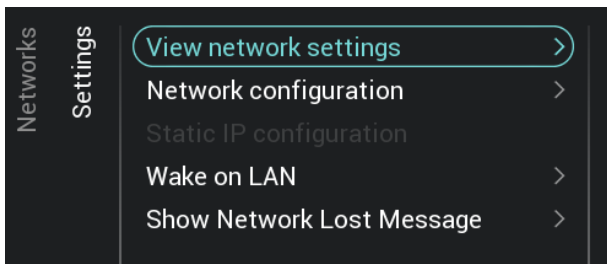 Networks
Settings
View network settings
Network configuration
Static IP configuration
Wake on LAN
Show Network Lost Message